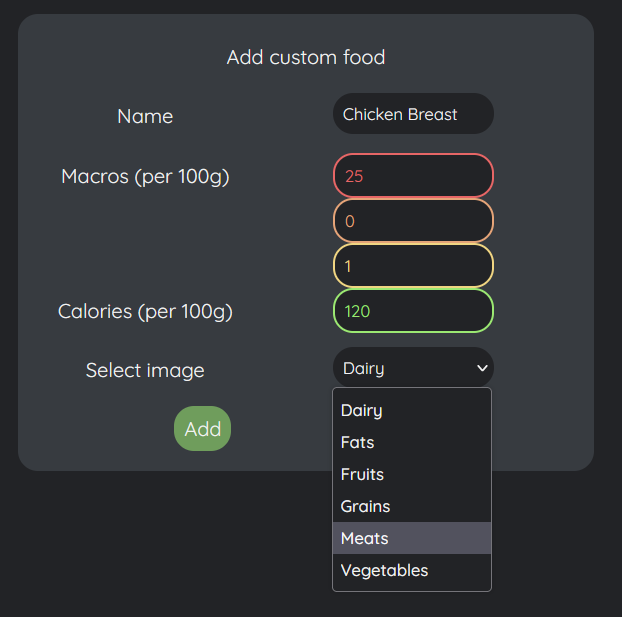 Add custom food
Name
Chicken Breast
Macros (per 100g)
25
0
1
Calories (per 100g)
120
Select image
Dairy
Dairy
Fats
Fruits
Grains
Meats
Vegetables
Add